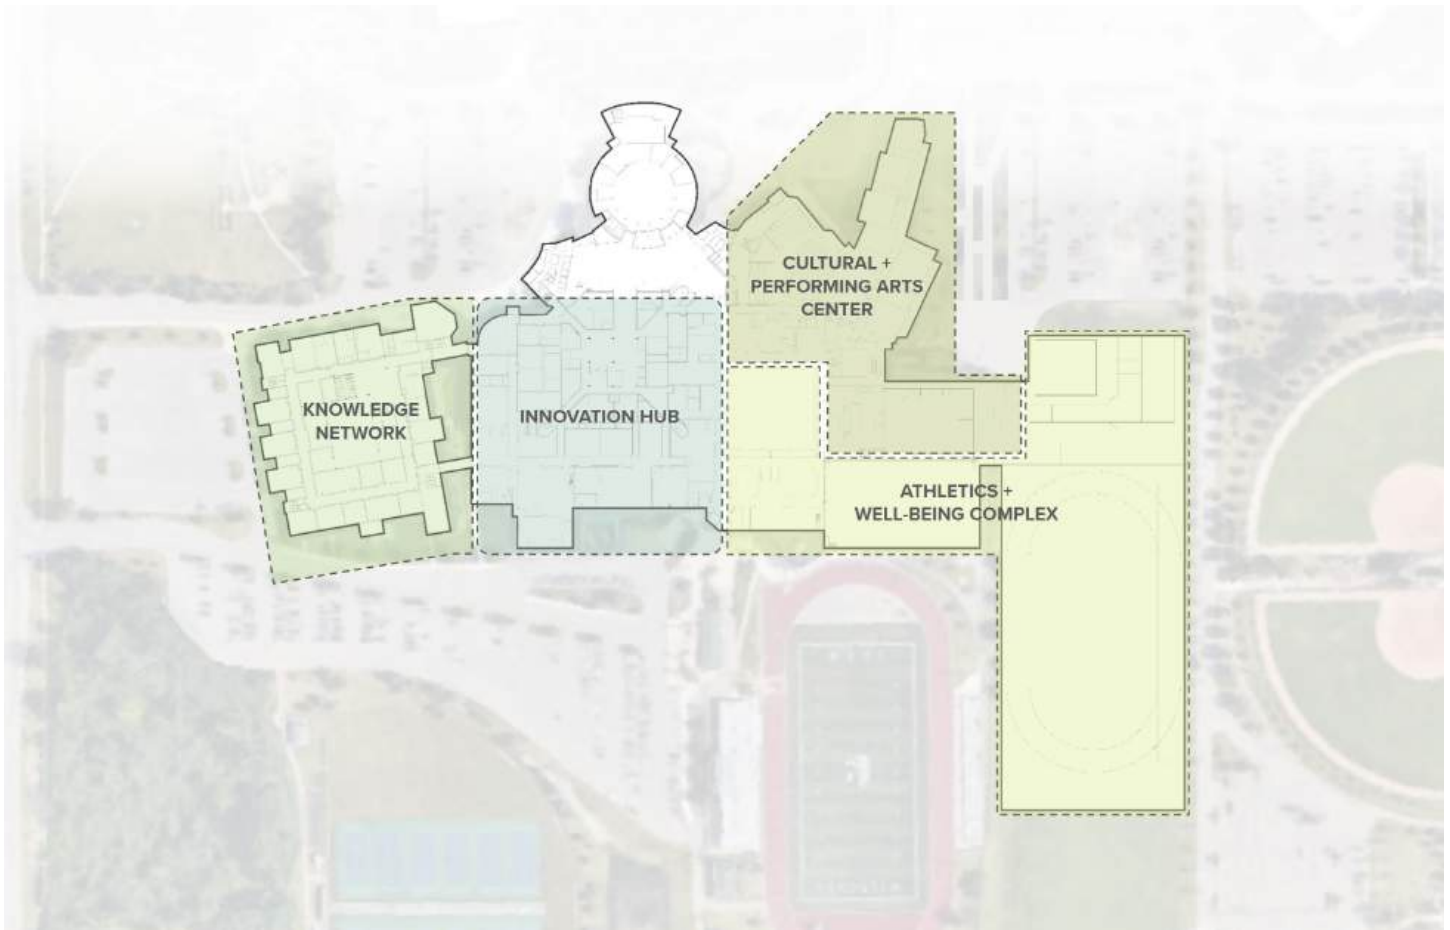 CULTURAL +
PERFORMING ARTS
CENTER
KNOWLEDGE
NETWORK
INNOVATION HUB
ATHLETICS +
WELL-BEING COMPLEX